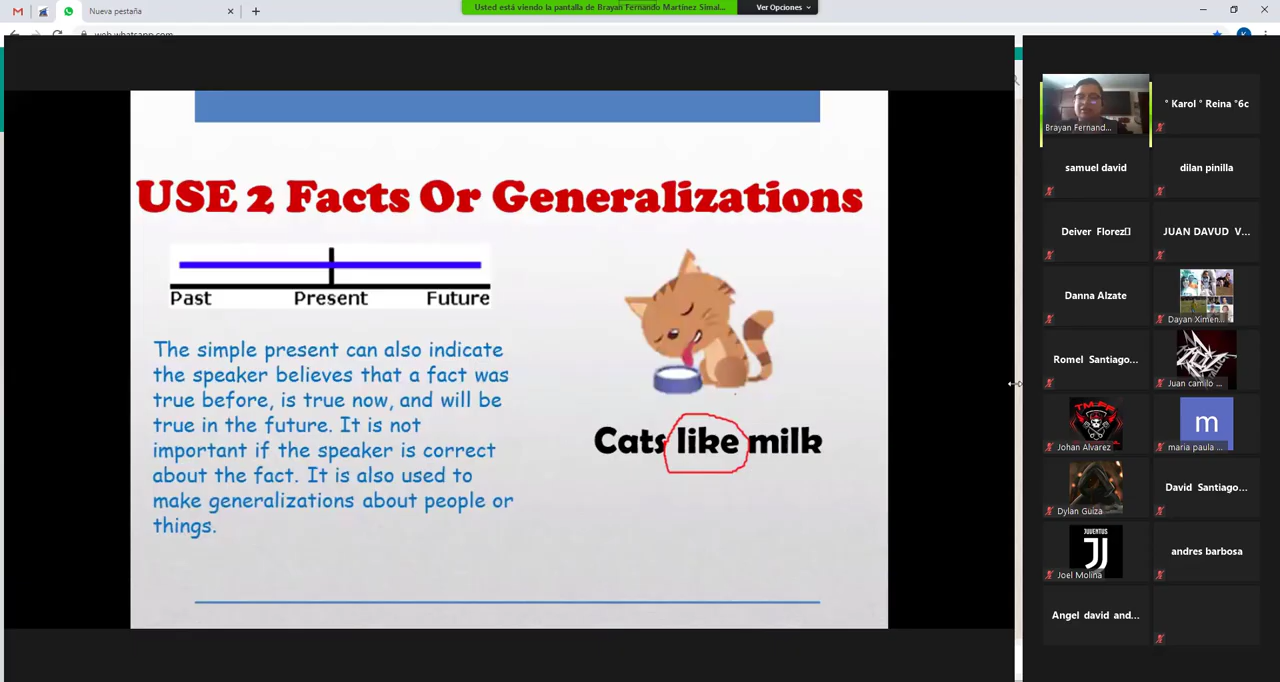 Nueva pestaña
Usted está viendo la pantalla de Brayan Fernando Martinez Simal...
Ver Opciones
web.whatsapp.com
USE 2 Facts Or Generalizations
Past Present Future
The simple present can also indicate
the speaker believes that a fact was
true before, is true now, and will be
true in the future. It is not
important if the speaker is correct
about the fact. It is also used to
make generalizations about people or
things.
Cats like milk
Brayan Fernand...
° Karol ° Reina °6c
samuel david
dilan pinilla
Deiver Florez
JUAN DAVUD V...
Danna Alzate
Dayan Ximen...
Romel Santiago...
Juan camilo ...
Johan Alvarez
m
maria paula ...
Dylan Guiza
David Santiago...
JUVENTUS
Joel Molina
andres barbosa
Angel david and...